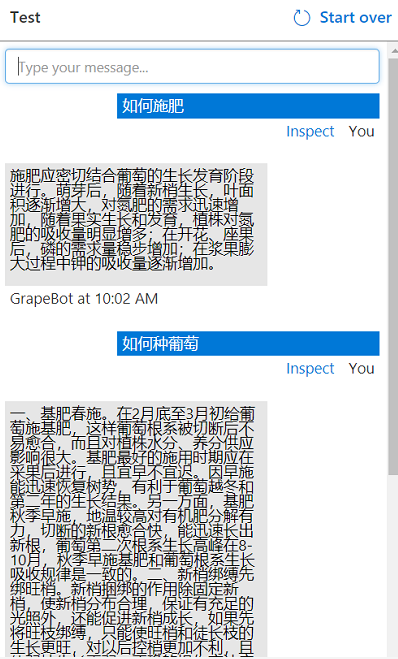 Test
Start over
Type your message...
如何施肥
Inspect You
施肥应密切结合葡萄的生长发育阶段
进行。萌芽后，随着新梢生长，叶面
积逐渐增大，对氮肥的需求迅速增
加，随着果实生长和发育，植株对氮
肥的吸收量明显增多；在开花、座果
后，磷的需求量稳步增加；在浆果膨
大过程中钾的吸收量逐渐增加。
GrapeBot at 10:02 AM
如何种葡萄
Inspect You
一、基肥春施。在2月底至3月初给葡
萄施基肥，这样葡萄根系被切断后不
易愈合，而且对植株水分、养分供应
影响很大。基肥最好的施用时期应在
采果后进行，且宜早不宜迟。因早施
能迅速恢复树势，有利于葡萄越冬和
第二年的生长结果。另一方面，基肥
秋季早施，地温较高对有机肥分解有
力，切断的新根愈合快，能迅速长出
新根，葡萄第二次根系生长高峰在8-
10月，秋季早施基肥和葡萄根系生长
吸收规律是一致的。二、新梢绑缚先
绑旺梢。新梢捆绑的作用除固定新
梢，使新梢分布合理，保证有充足的
光照外，还能促进新梢成长，如果先
将旺枝绑缚，只能使旺梢和徒长枝的
生长更旺，对以后控梢更加不利，且